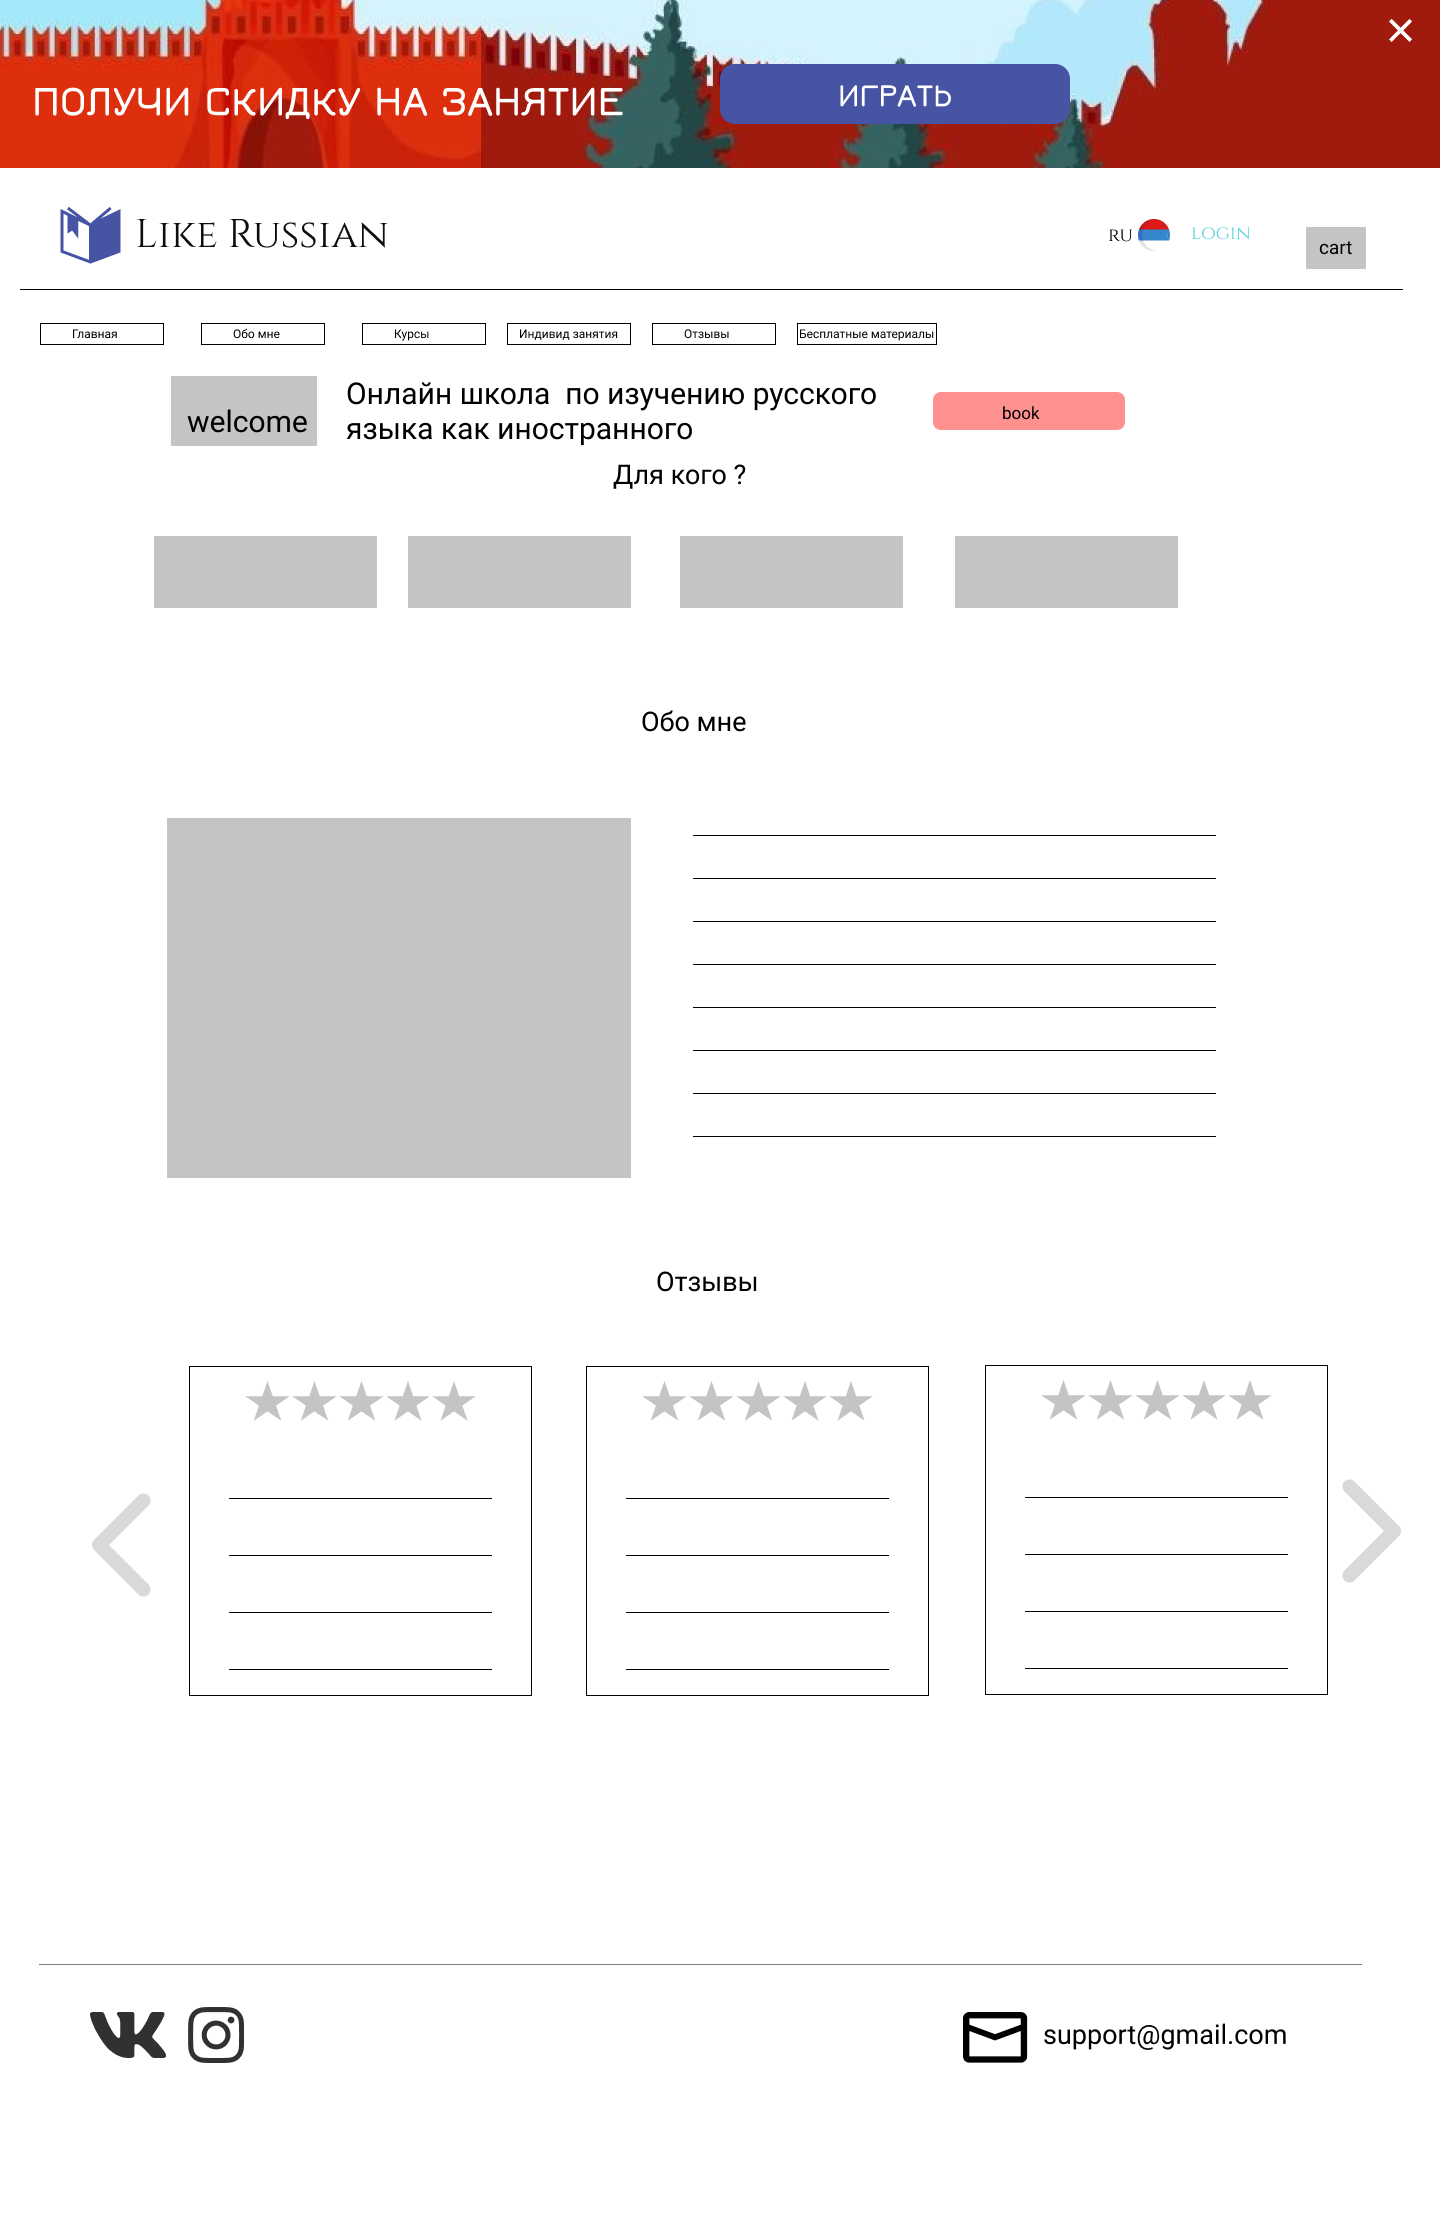 ПОЛУЧИ СКИДКУ НА ЗАНЯТИЕ
ИГРАТЬ
LIKE RUSSIAN
RU
LOGIN
cart
Главная
Обо мне
Курсы
Индивид занятия
Отзывы
Бесплатные материалы
welcome
Онлайн школа  по изучению русского
языка как иностранного
book
Для кого ?
Обо мне
Отзывы
support@gmail.com